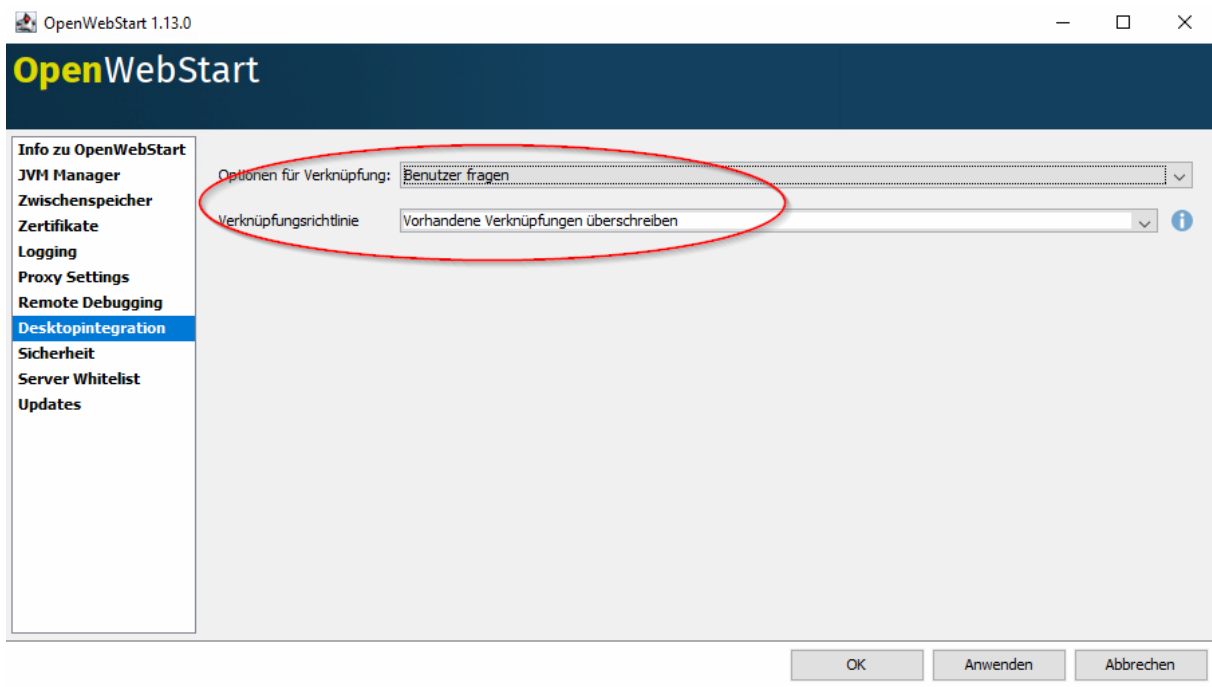 OpenWebStart 1.13.0
OpenWebStart
Info zu OpenWebStart
JVM Manager
Zwischenspeicher
Zertifikate
Logging
Proxy Settings
Remote Debugging
Desktopintegration
Sicherheit
Server Whitelist
Updates
Optionen für Verknüpfung: Benutzer fragen
Verknüpfungsrichtlinie Vorhandene Verknüpfungen überschreiben
OK Anwenden Abbrechen